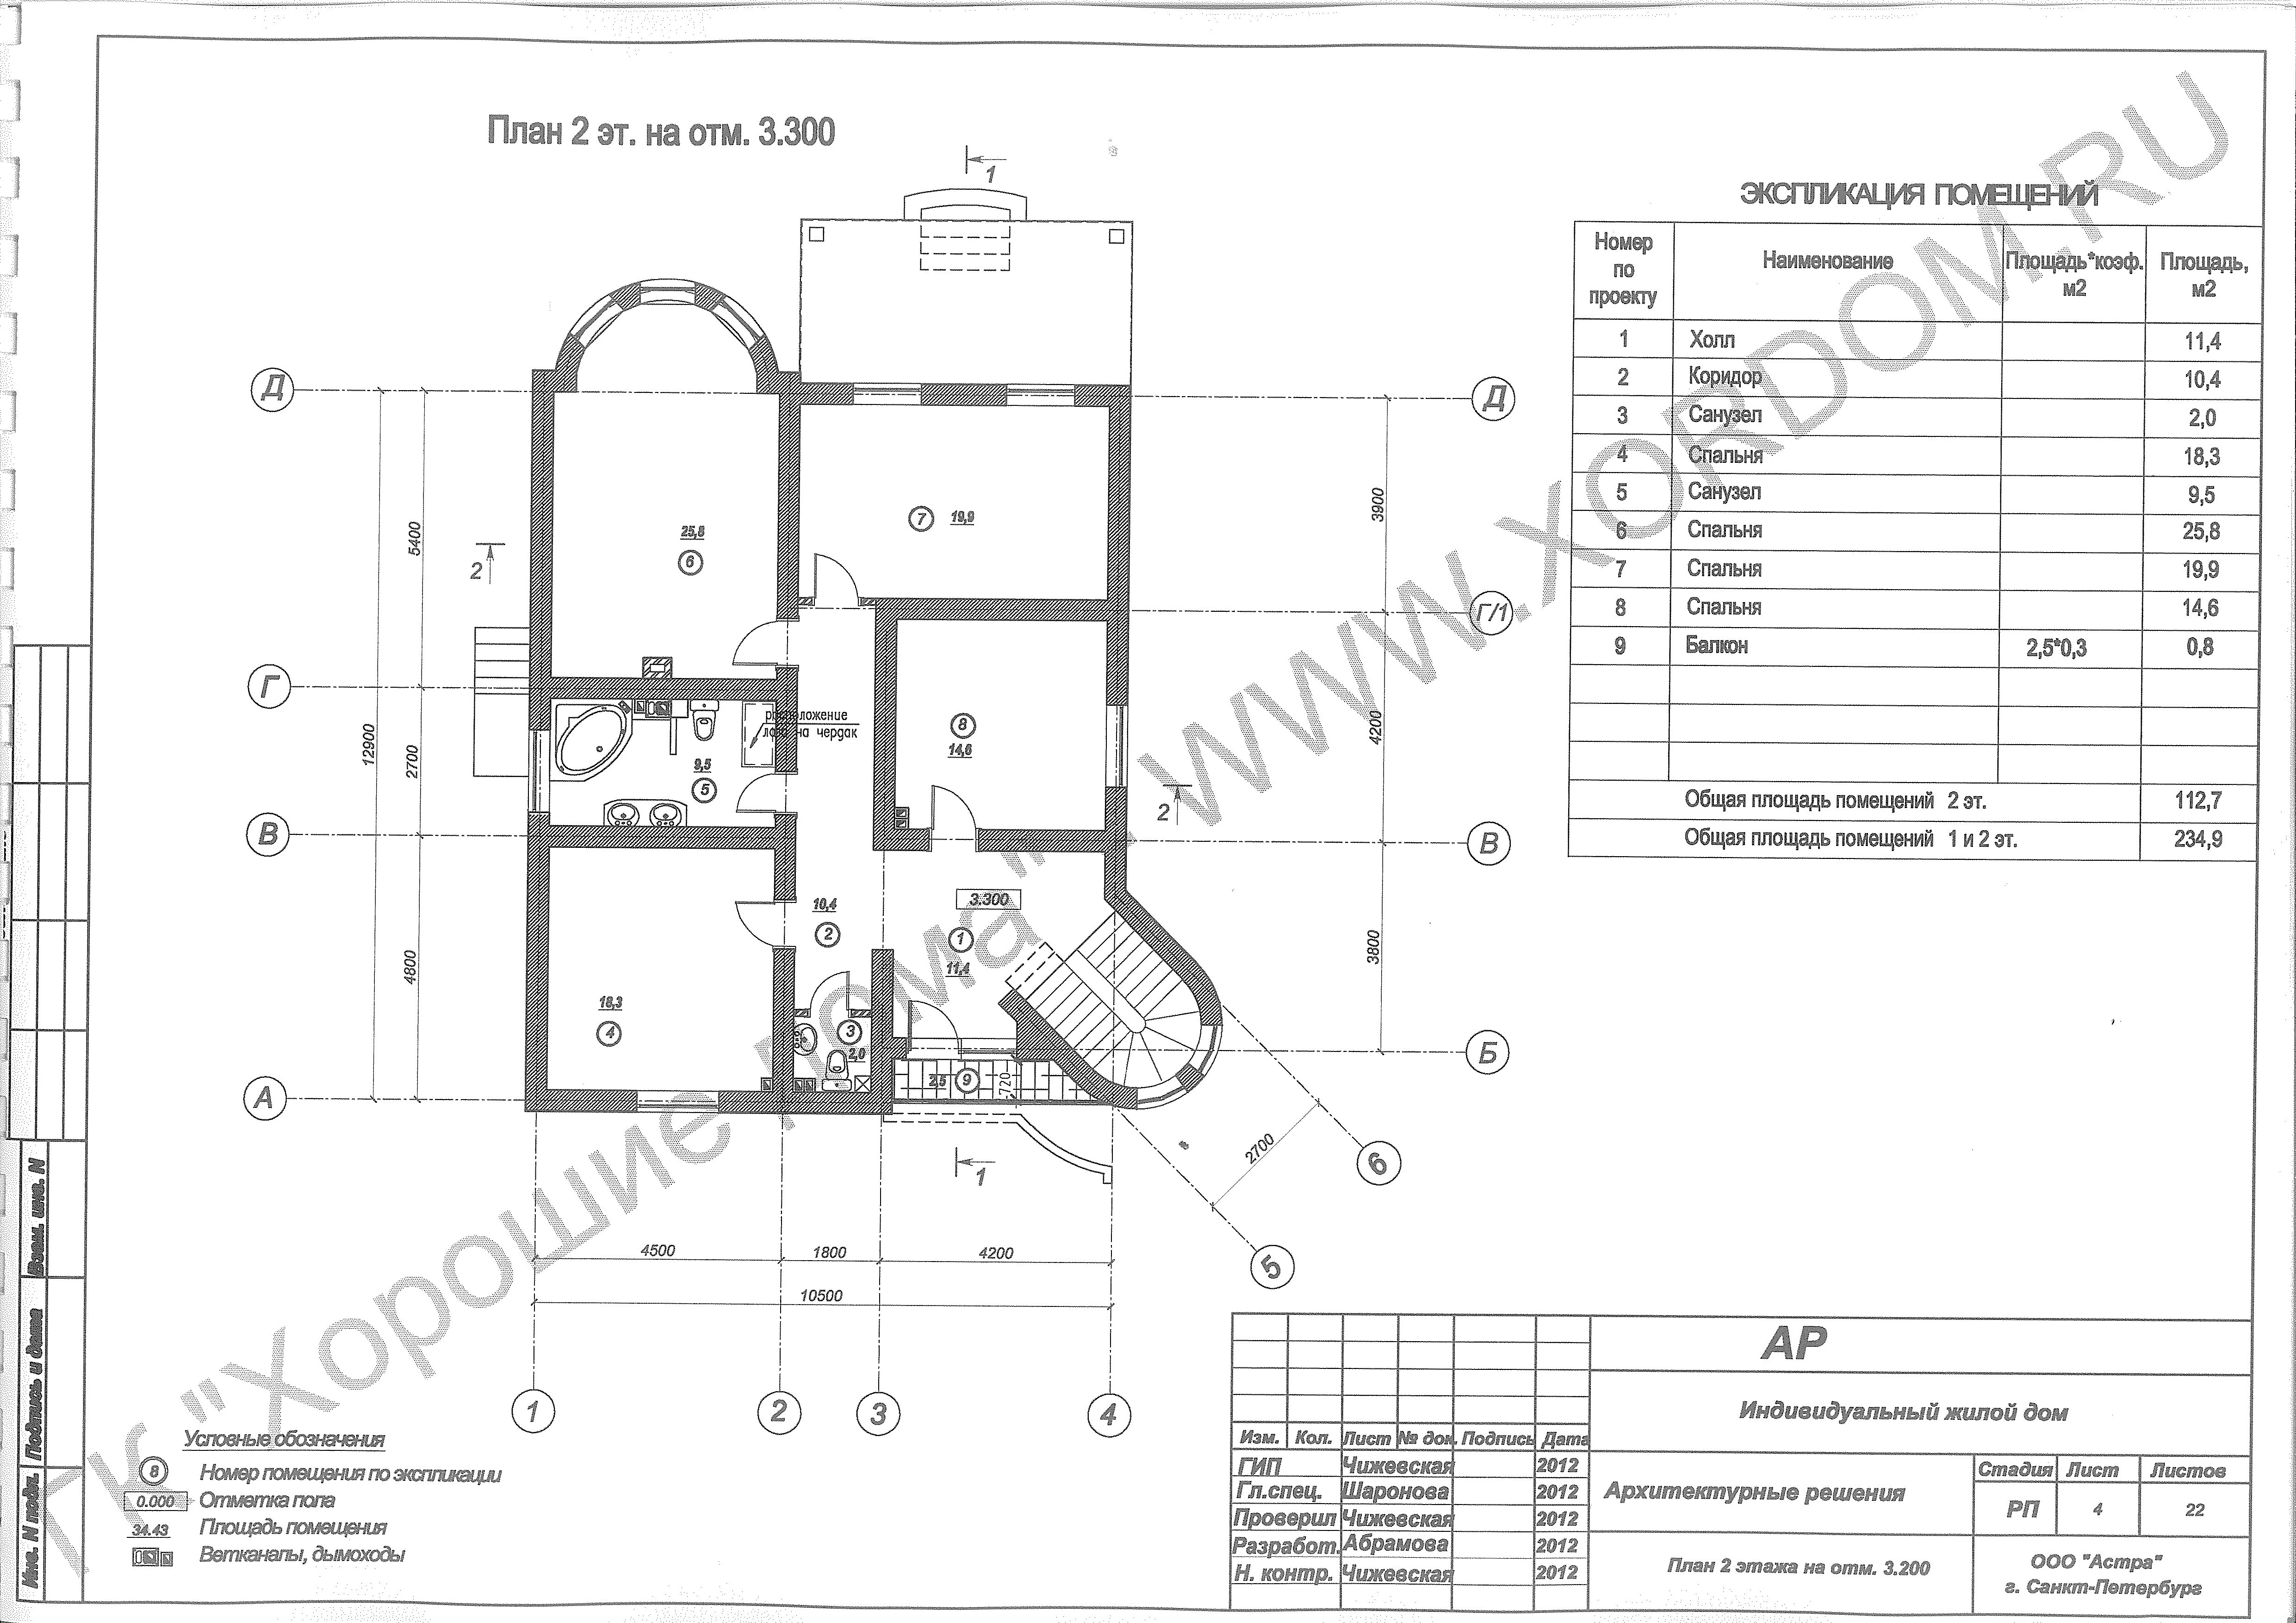 План 2 эт. на отм. 3.300
1
ЭКСПЛИКАЦИЯ ПОМЕЩЕНИЙ
Номер по проекту
Наименование
Площадь*коэф. м2
Площадь, м2
1 Холл 11,4
2 Коридор 10,4
3 Санузел 2,0
4 Спальня 18,3
5 Санузел 9,5
6 Спальня 25,8
7 Спальня 19,9
8 Спальня 14,6
9 Балкон 2,5*0,3 0,8
Общая площадь помещений 2 эт. 112,7
Общая площадь помещений 1 и 2 эт. 234,9
Д
Д
Г/1
Г
В
В
Б
А
12900
5400
2700
4800
3900
4200
3800
2
2
25,8
6
7 19,9
расположение
лаза на чердак
9,5
5
8
14,6
3.300
10,4
2
1
11,4
18,3
4
3
2,0
2,5 9
720
1
2700
6
5
4500 1800 4200
10500
1 2 3 4
Условные обозначения
8 Номер помещения по экспликации
0.000 Отметка пола
34.43 Площадь помещения
Ветканалы, дымоходы
Взам. инв. N
Подпись и дата
Инв. N подл.
АР
Индивидуальный жилой дом
Изм. Кол. Лист № док. Подпись Дата
ГИП Чижевская 2012
Гл.спец. Шаронова 2012
Проверил Чижевская 2012
Разработ. Абрамова 2012
Н. контр. Чижевская 2012
Архитектурные решения
Стадия Лист Листов
РП 4 22
План 2 этажа на отм. 3.200
ООО "Астра"
г. Санкт-Петербург
ГК "Хорошие дома", WWW.XORDOM.RU